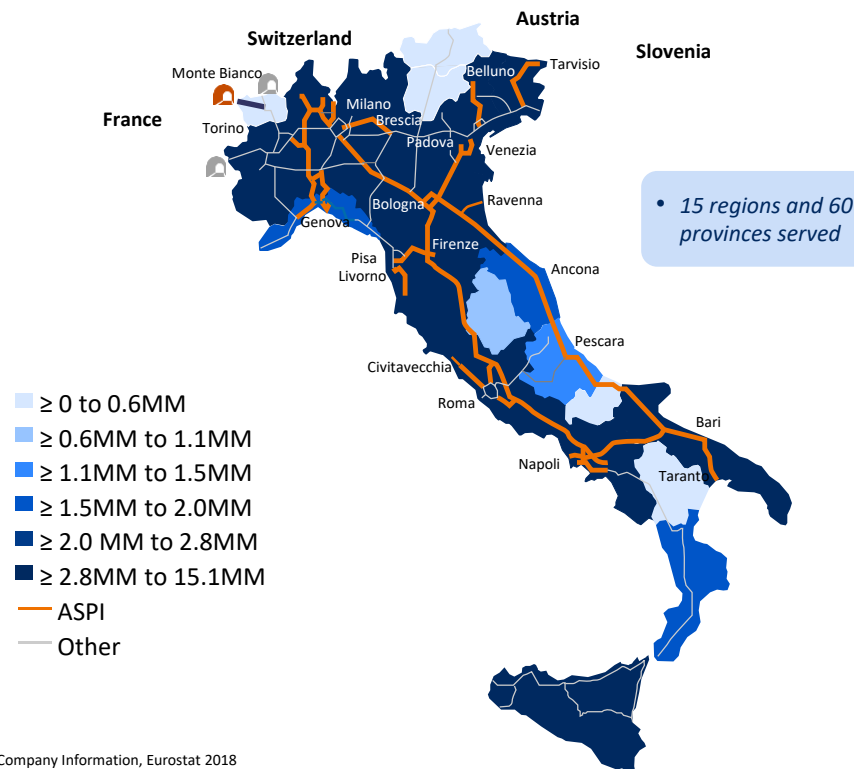 Austria
Switzerland
Slovenia
Monte Bianco
Belluno
Tarvisio
France
Milano
Brescia
Torino
Padova
Venezia
Bologna
Ravenna
• 15 regions and 60
provinces served
Genova
Firenze
Pisa
Livorno
Ancona
Pescara
Civitavecchia
Roma
≥ 0 to 0.6MM
≥ 0.6MM to 1.1MM
≥ 1.1MM to 1.5MM
≥ 1.5MM to 2.0MM
≥ 2.0 MM to 2.8MM
≥ 2.8MM to 15.1MM
ASPI
Other
Bari
Napoli
Taranto
Company Information, Eurostat 2018